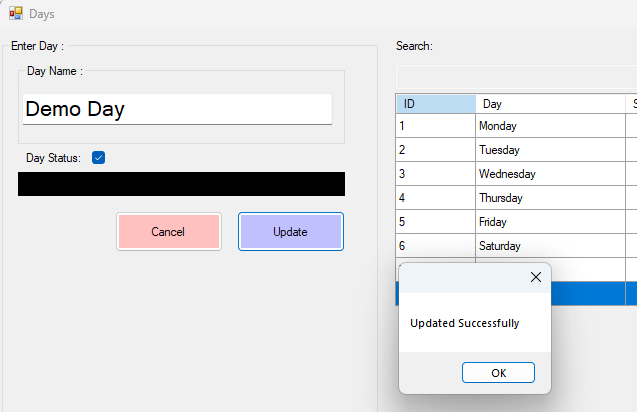 Days
Enter Day :
Day Name :
Demo Day
Day Status:
Cancel
Update
Search:
ID Day
1 Monday
2 Tuesday
3 Wednesday
4 Thursday
5 Friday
6 Saturday
Updated Successfully
OK